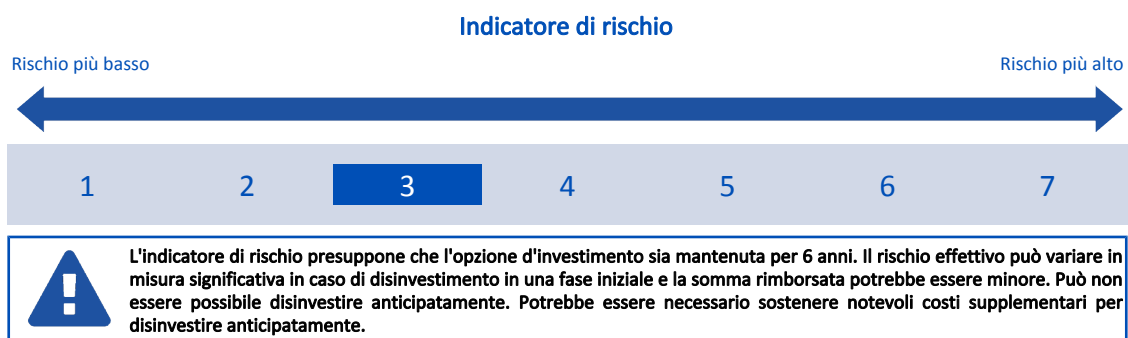 Indicatore di rischio
Rischio più basso Rischio più alto
1 2 3 4 5 6 7
L'indicatore di rischio presuppone che l'opzione d'investimento sia mantenuta per 6 anni. Il rischio effettivo può variare in
misura significativa in caso di disinvestimento in una fase iniziale e la somma rimborsata potrebbe essere minore. Può non
essere possibile disinvestire anticipatamente. Potrebbe essere necessario sostenere notevoli costi supplementari per
disinvestire anticipatamente.